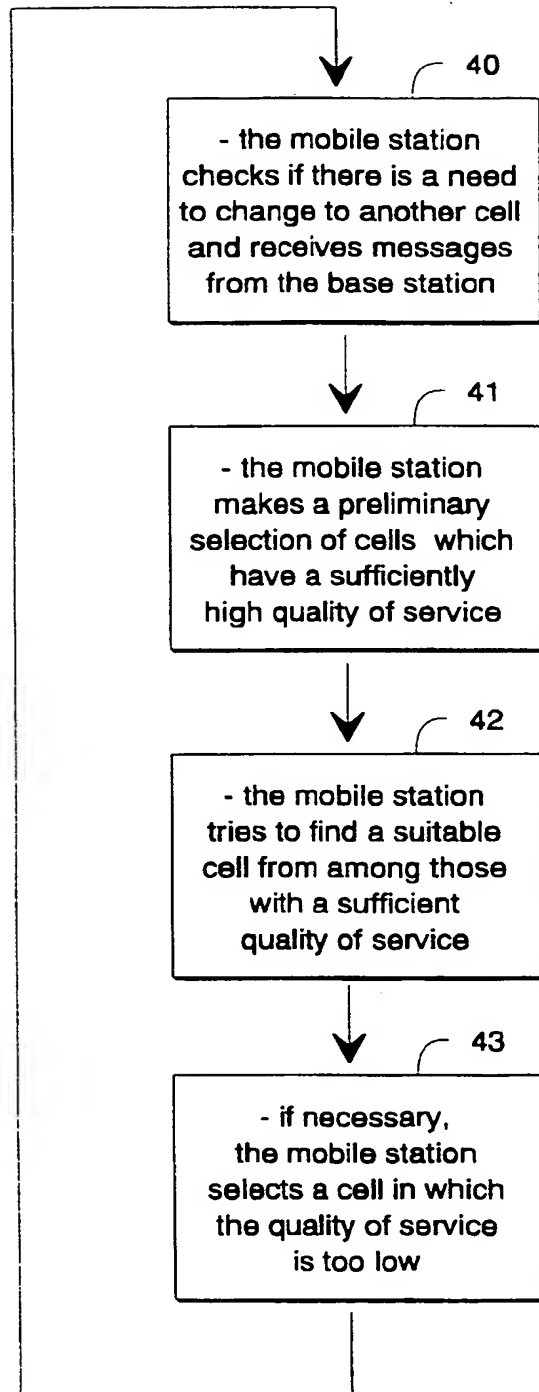 40
- the mobile station
checks if there is a need
to change to another cell
and receives messages
from the base station
41
- the mobile station
makes a preliminary
selection of cells which
have a sufficiently
high quality of service
42
- the mobile station
tries to find a suitable
cell from among those
with a sufficient
quality of service
43
- if necessary,
the mobile station
selects a cell in which
the quality of service
is too low